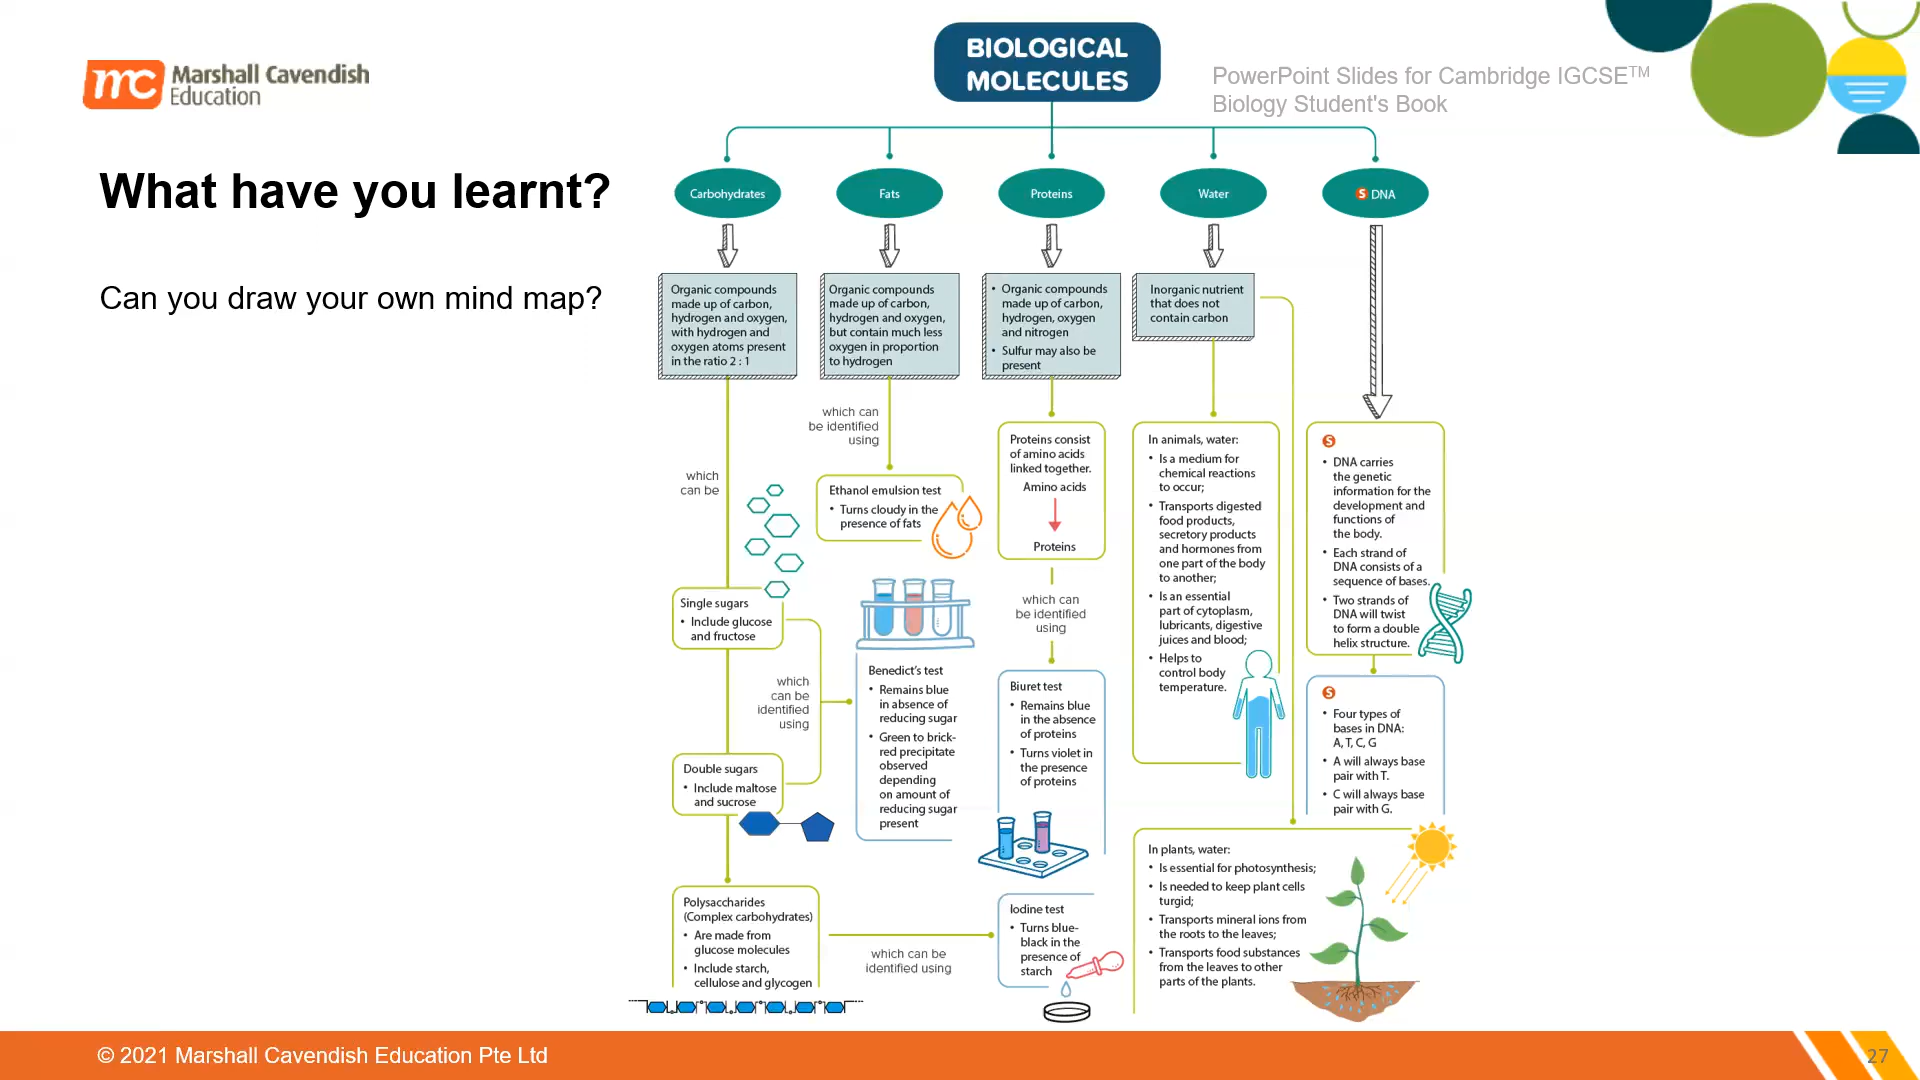 BIOLOGICAL
MOLECULES
mc
Marshall Cavendish
Education
PowerPoint Slides for Cambridge IGCSE™
Biology Student's Book
What have you learnt?
Can you draw your own mind map?
Carbohydrates
Fats
Proteins
Water
S DNA
Organic compounds
made up of carbon,
hydrogen and oxygen,
with hydrogen and
oxygen atoms present
in the ratio 2 : 1
Organic compounds
made up of carbon,
hydrogen and oxygen,
but contain much less
oxygen in proportion
to hydrogen
• Organic compounds
made up of carbon,
hydrogen, oxygen
and nitrogen
• Sulfur may also be
present
Inorganic nutrient
that does not
contain carbon
which
can be
Single sugars
• Include glucose
and fructose
Double sugars
• Include maltose
and sucrose
which
can be
identified
using
Benedict's test
• Remains blue
in absence of
reducing sugar
• Green to brick-
red precipitate
observed
depending
on amount of
reducing sugar
present
Polysaccharides
(Complex carbohydrates)
• Are made from
glucose molecules
• Include starch,
cellulose and glycogen
which can be
identified using
Iodine test
• Turns blue-
black in the
presence of
starch
which can
be identified
using
Ethanol emulsion test
• Turns cloudy in the
presence of fats
Proteins consist
of amino acids
linked together.
Amino acids
Proteins
which can
be identified
using
Biuret test
• Remains blue
in the absence
of proteins
• Turns violet in
the presence
of proteins
In animals, water:
• Is a medium for
chemical reactions
to occur;
• Transports digested
food products,
secretory products
and hormones from
one part of the body
to another;
• Is an essential
part of cytoplasm,
lubricants, digestive
juices and blood;
• Helps to
control body
temperature.
In plants, water:
• Is essential for photosynthesis;
• Is needed to keep plant cells
turgid;
• Transports mineral ions from
the roots to the leaves;
• Transports food substances
from the leaves to other
parts of the plants.
S
• DNA carries
the genetic
information for the
development and
functions of
the body.
• Each strand of
DNA consists of a
sequence of bases.
• Two strands of
DNA will twist
to form a double
helix structure.
S
• Four types of
bases in DNA:
A, T, C, G
• A will always base
pair with T.
• C will always base
pair with G.
© 2021 Marshall Cavendish Education Pte Ltd
27